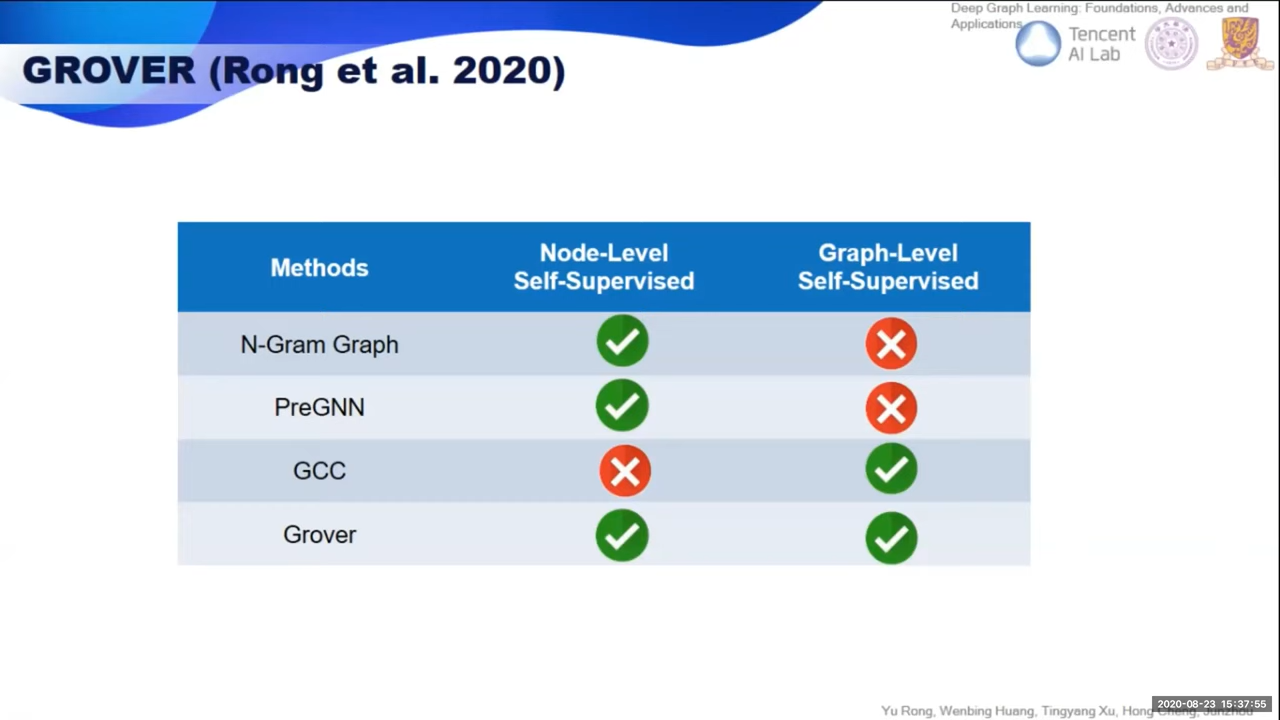 Deep Graph Learning: Foundations, Advances and
Applications
Tencent
AI Lab
GROVER (Rong et al. 2020)
Methods
Node-Level
Self-Supervised
Graph-Level
Self-Supervised
N-Gram Graph
PreGNN
GCC
Grover
2020-08-23 15:37:55
Yu Rong, Wenbing Huang, Tingyang Xu, Hong Cheng, Junzhou